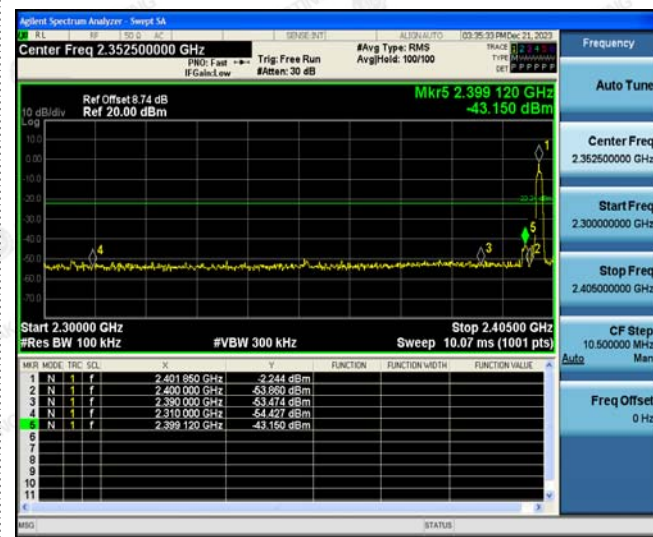 Agilent Spectrum Analyzer - Swept SA
RL RF 50 Ω AC SENSE:INT ALIGNAUTO 03:35:33 PM Dec 21, 2023
Center Freq 2.352500000 GHz
PNO: Fast
IFGain:Low
Trig: Free Run
#Atten: 30 dB
#Avg Type: RMS
Avg|Hold: 100/100
TRACE 1 2 3 4 5 6
TYPE M
DET P P P P P P
Mkr5 2.399 120 GHz
-43.150 dBm
Ref Offset 8.74 dB
10 dB/div Ref 20.00 dBm
Log
10.0
0.00
-10.0
-20.0
-30.0
-40.0
-50.0
-60.0
-70.0
1
5
4
3
2
Start 2.30000 GHz Stop 2.40500 GHz
#Res BW 100 kHz #VBW 300 kHz Sweep 10.07 ms (1001 pts)
MKR MODE TRC SCL X Y FUNCTION FUNCTION WIDTH FUNCTION VALUE
1 N 1 f 2.401 850 GHz -2.244 dBm
2 N 1 f 2.400 000 GHz -53.860 dBm
3 N 1 f 2.390 000 GHz -53.474 dBm
4 N 1 f 2.310 000 GHz -54.427 dBm
5 N 1 f 2.399 120 GHz -43.150 dBm
6
7
8
9
10
11
MSG STATUS
Frequency
Auto Tune
Center Freq
2.352500000 GHz
Start Freq
2.300000000 GHz
Stop Freq
2.405000000 GHz
CF Step
10.500000 MHz
Auto Man
Freq Offset
0 Hz